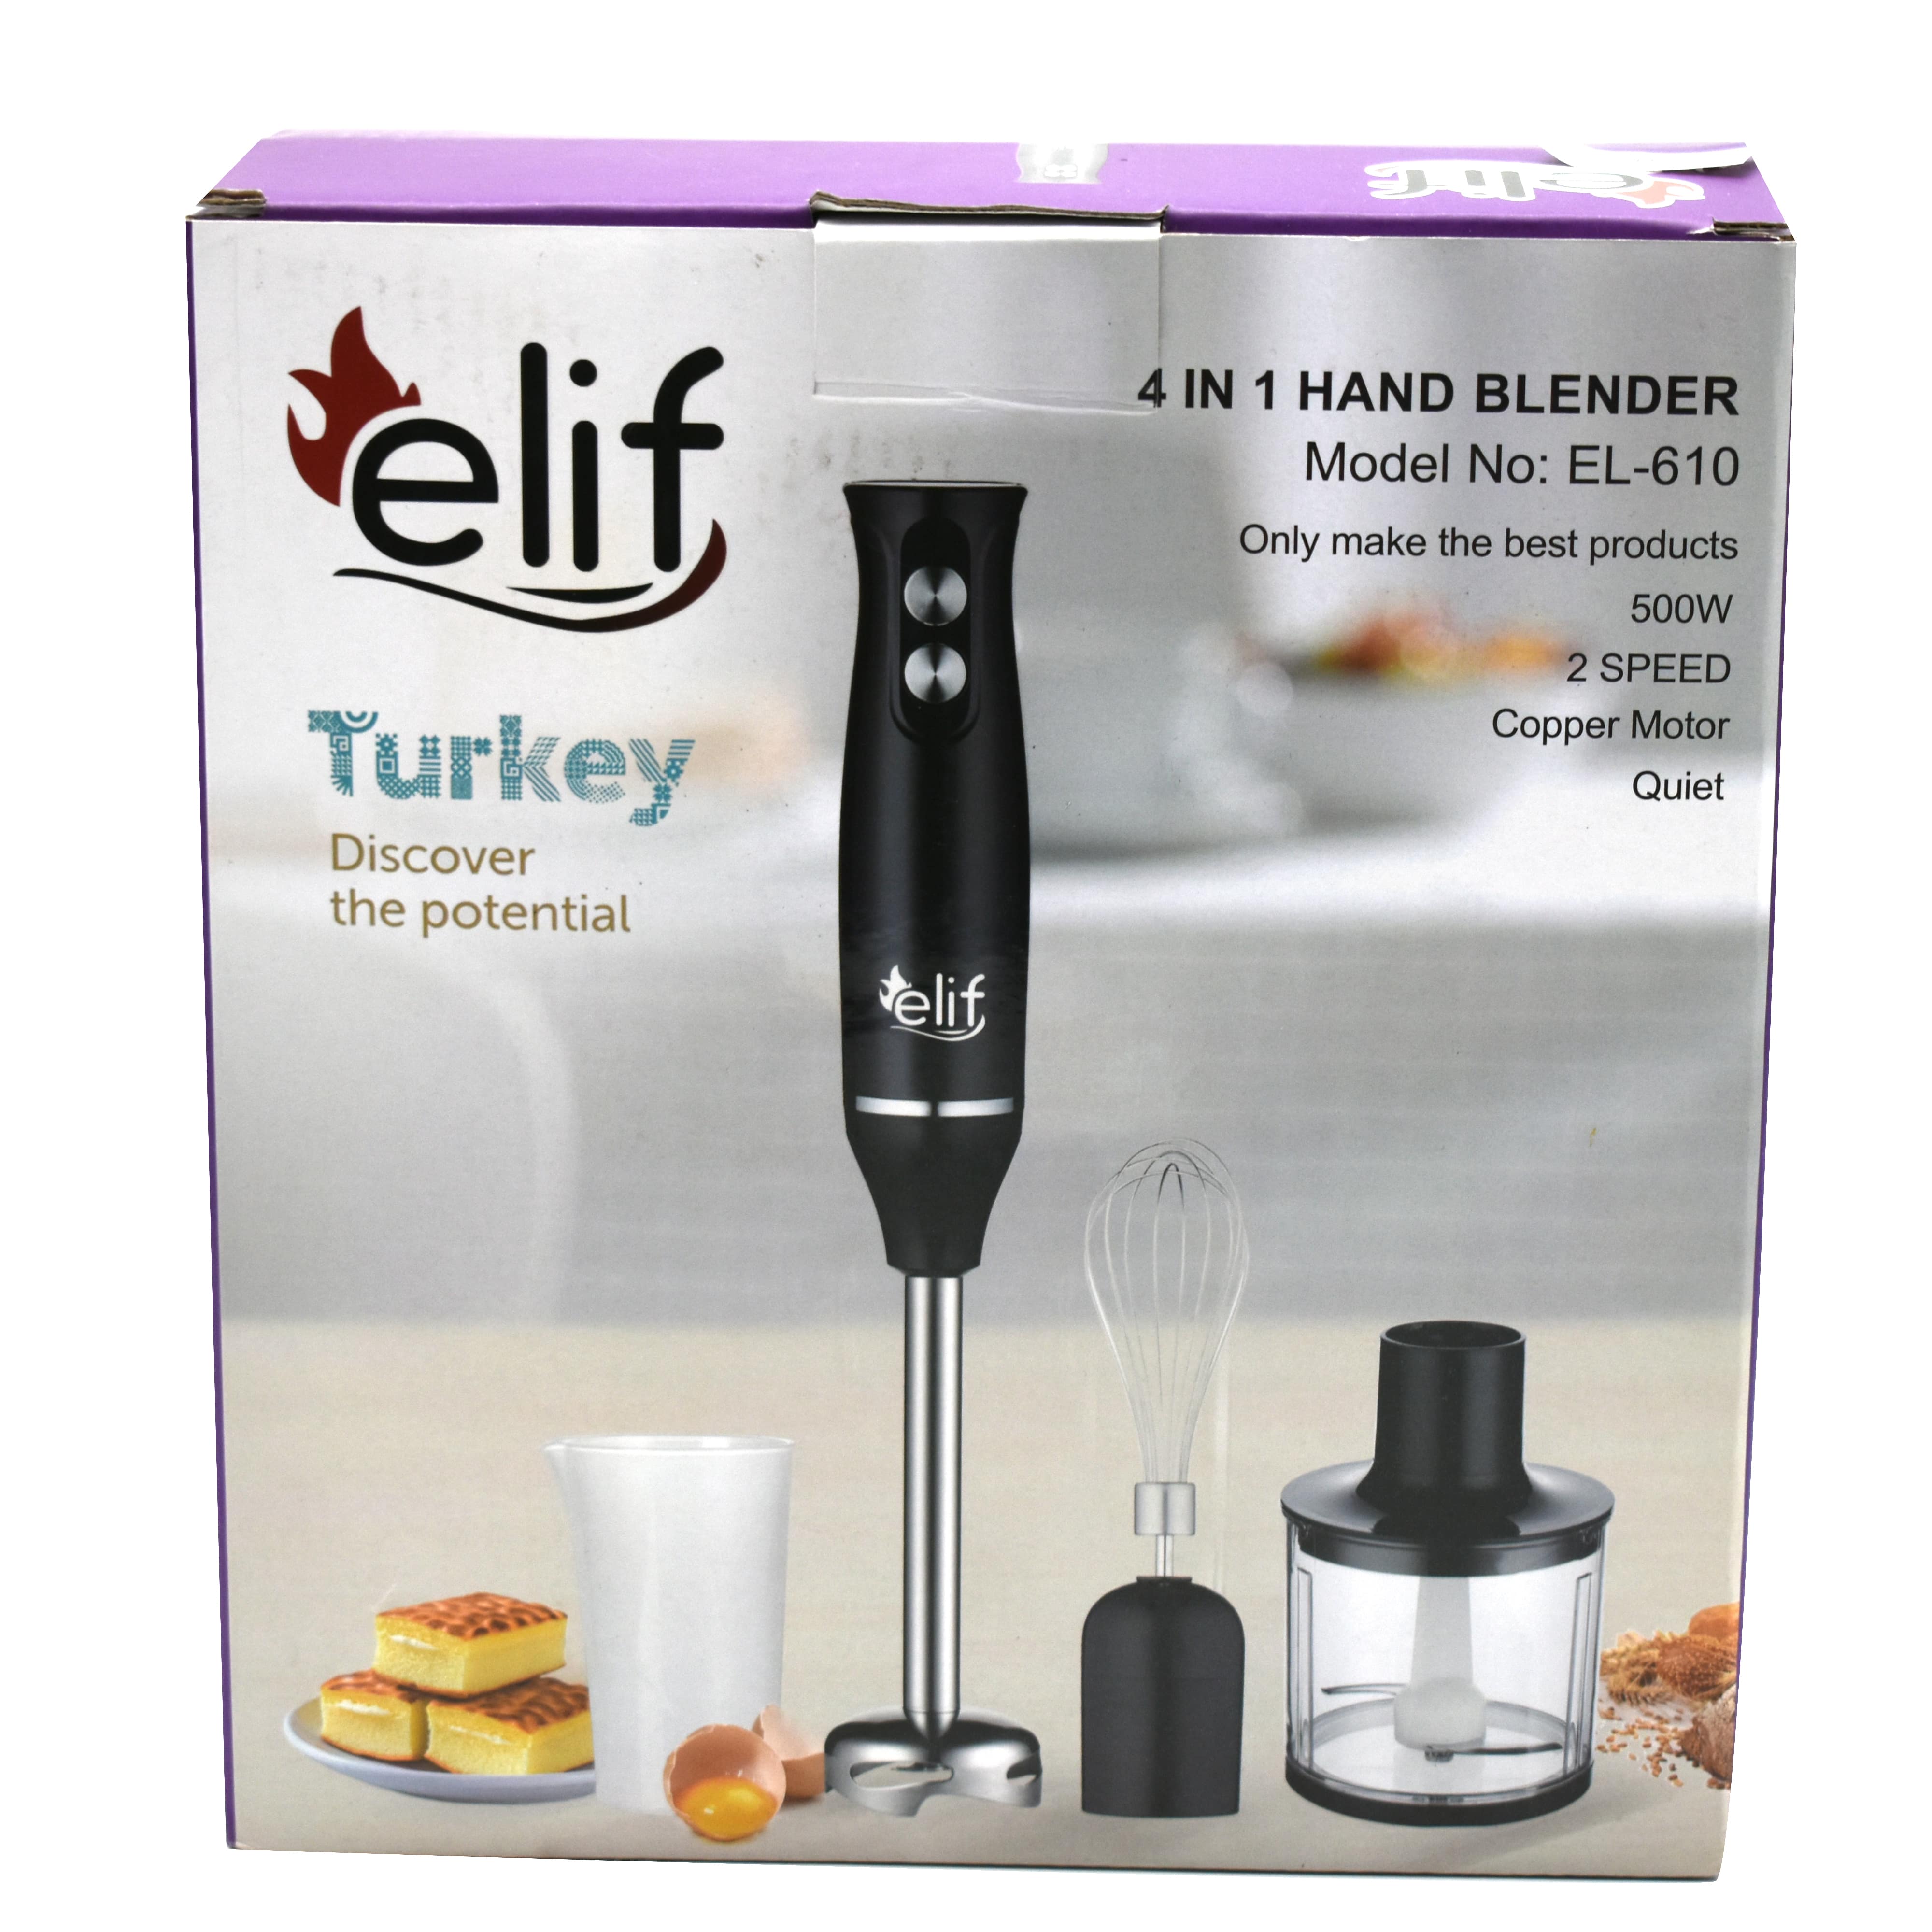 elif
elif
4 IN 1 HAND BLENDER
Model No: EL-610
Only make the best products
500W
2 SPEED
Copper Motor
Quiet
Turkey
Discover
the potential
elif